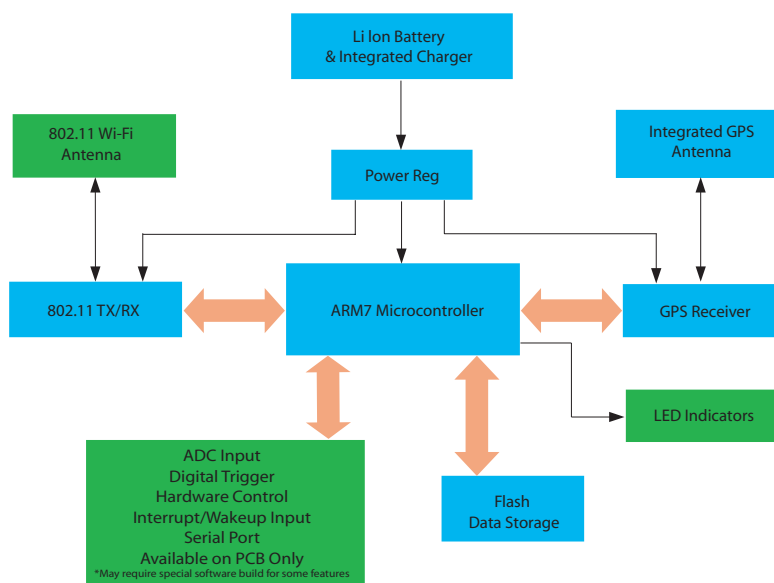 Li Ion Battery
& Integrated Charger
802.11 Wi-Fi
Antenna
Integrated GPS
Antenna
Power Reg
802.11 TX/RX
ARM7 Microcontroller
GPS Receiver
LED Indicators
ADC Input
Digital Trigger
Hardware Control
Interrupt/Wakeup Input
Serial Port
Available on PCB Only
*May require special software build for some features
Flash
Data Storage